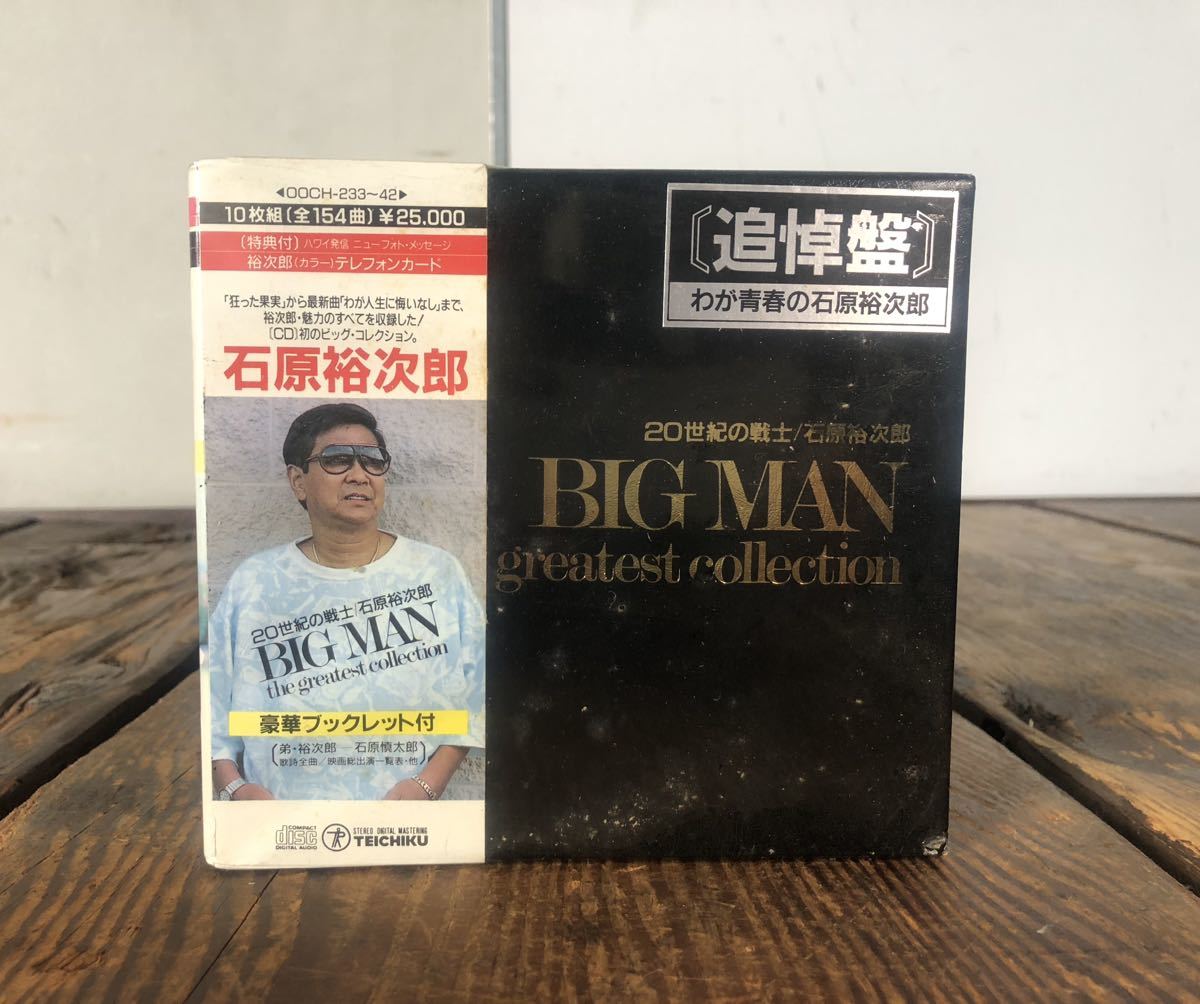 ◀00CH-233〜42▶
10枚組(全154曲)¥25,000
(特典付) ハワイ発信 ニューフォト・メッセージ
裕次郎(カラー)テレフォンカード
「狂った果実」から最新曲「わが人生に悔いなし」まで、
裕次郎・魅力のすべてを収録した!
〔CD〕初のビッグ・コレクション。
石原裕次郎
20世紀の戦士/石原裕次郎
BIG MAN
the greatest collection
豪華ブックレット付
弟・裕次郎―石原慎太郎
歌詩全曲/映画総出演一覧表・他
COMPACT
disc
DIGITAL AUDIO
STEREO DIGITAL MASTERING
TEICHIKU
〔追悼盤〕
わが青春の石原裕次郎
20世紀の戦士/石原裕次郎
BIG MAN
greatest collection